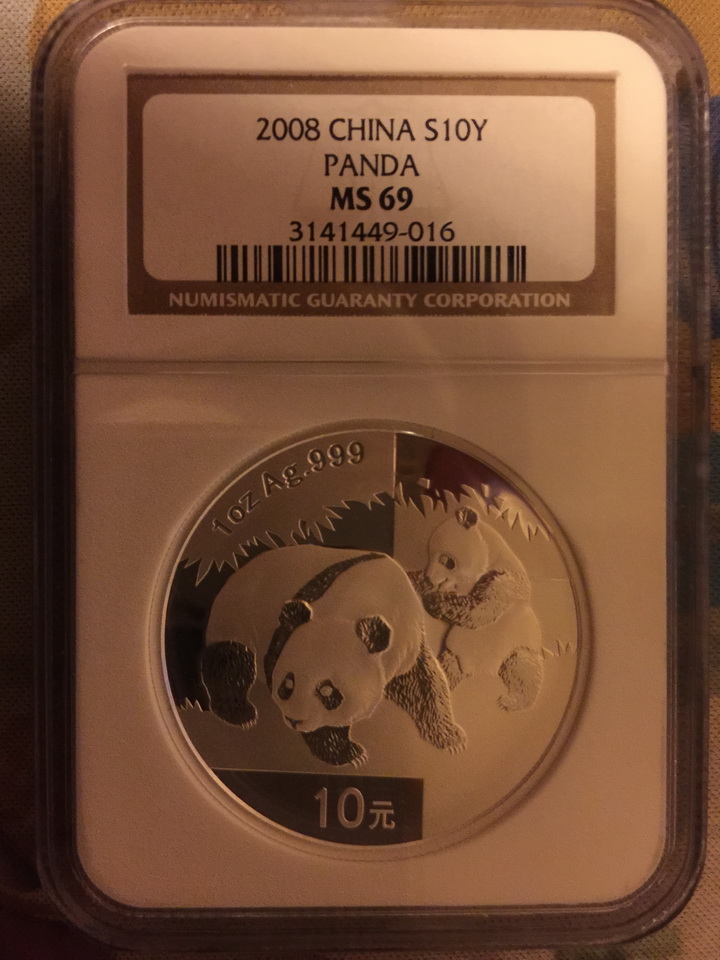 2008 CHINA S10Y
PANDA
MS 69
3141449-016
NUMISMATIC GUARANTY CORPORATION
1oz Ag.999
10元